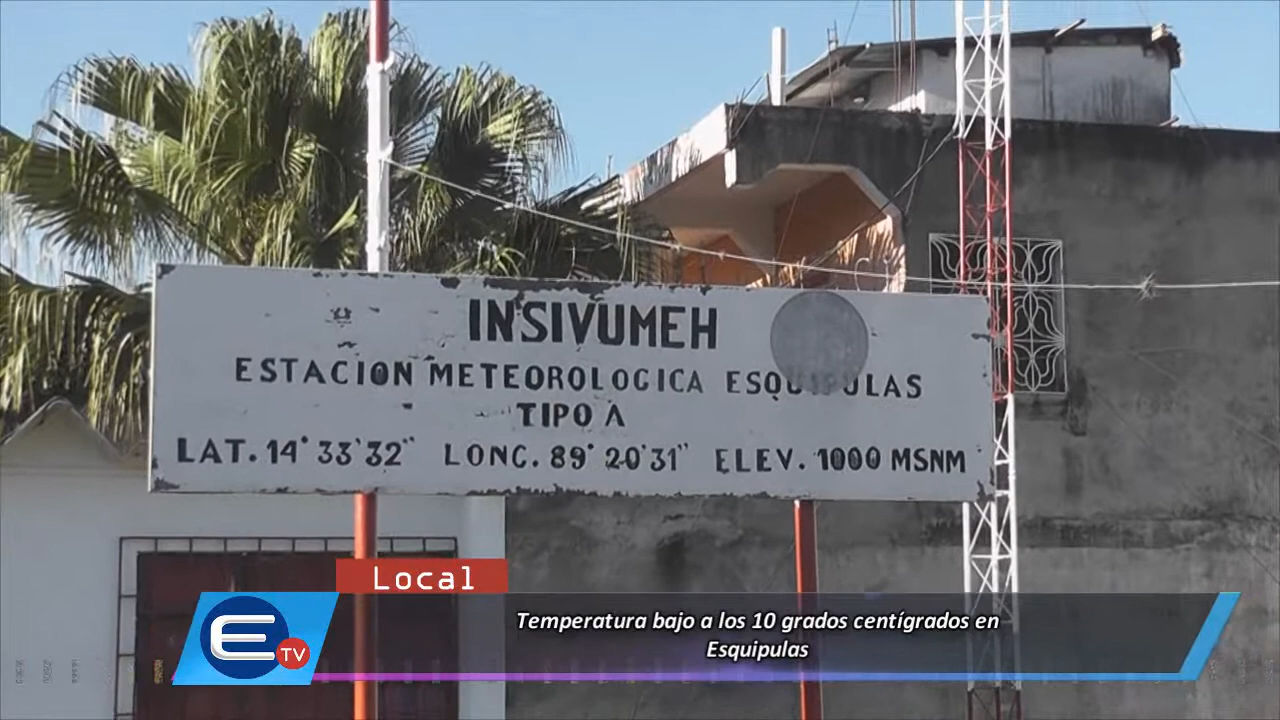 INSIVUMEH
ESTACION METEOROLOGICA ESQUIPULAS
TIPO A
LAT. 14° 33'32" LONG. 89° 20'31" ELEV. 1000 MSNM
Local
E TV
Temperatura bajo a los 10 grados centígrados en
Esquipulas